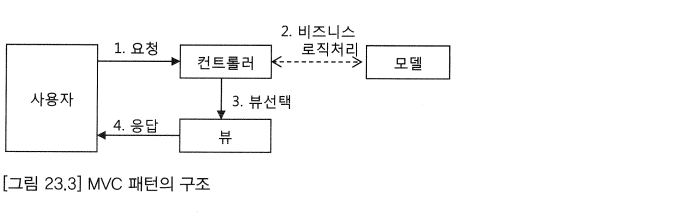 2. 비즈니스
로직처리
1. 요청
컨트롤러
모델
사용자
3. 뷰선택
4. 응답
뷰
[그림 23.3] MVC 패턴의 구조